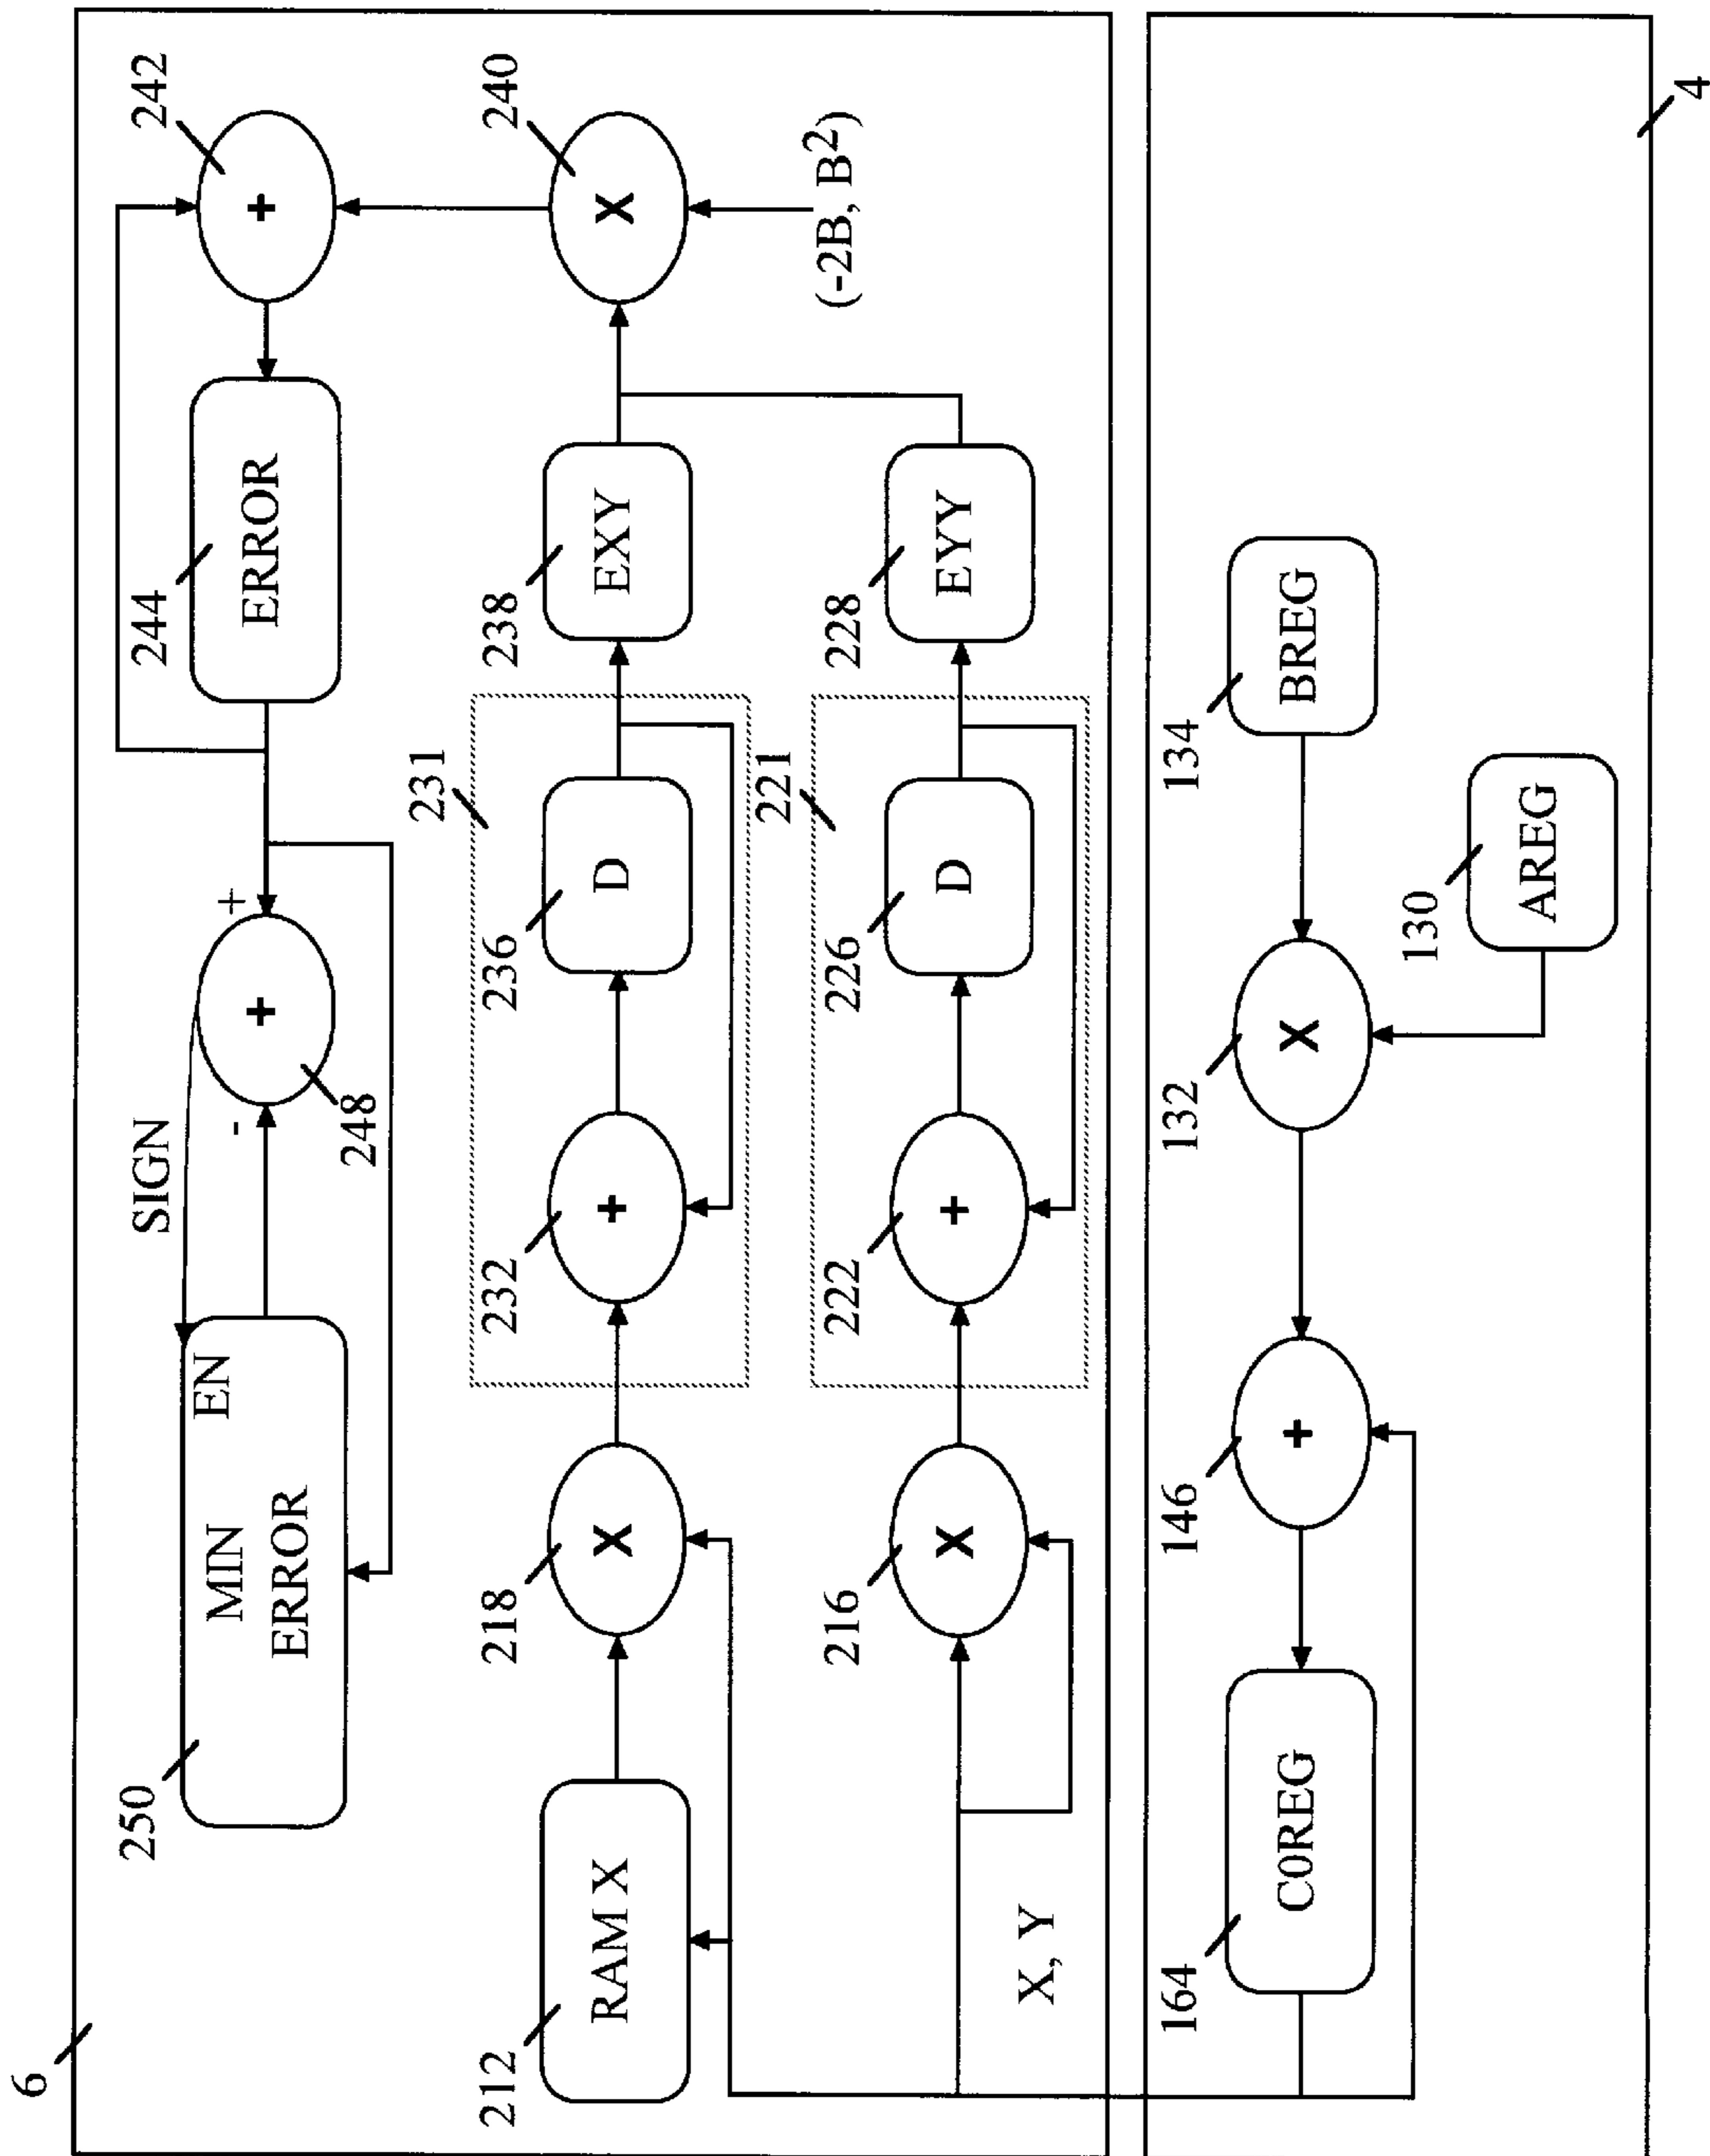 6
250
SIGN
244
242
EN
MIN
ERROR
-
+
+
248
ERROR
+
231
212
218
232
236
238
240
RAM X
X
+
D
EXY
X
221
(-2B, B2)
216
222
226
228
X
+
D
EYY
X, Y
164
146
132
134
C0REG
+
X
BREG
130
AREG
4